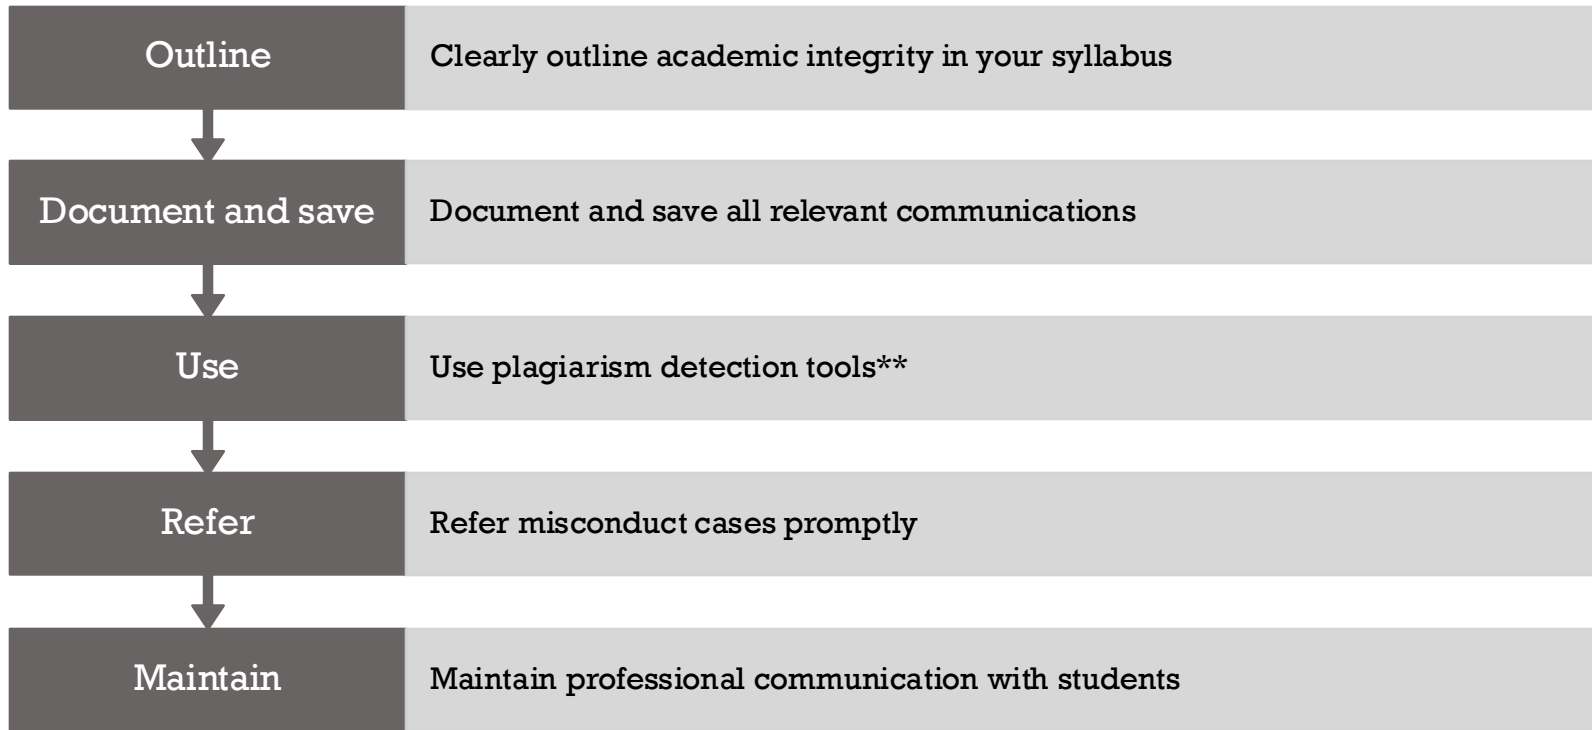 Outline
Clearly outline academic integrity in your syllabus
Document and save
Document and save all relevant communications
Use
Use plagiarism detection tools**
Refer
Refer misconduct cases promptly
Maintain
Maintain professional communication with students